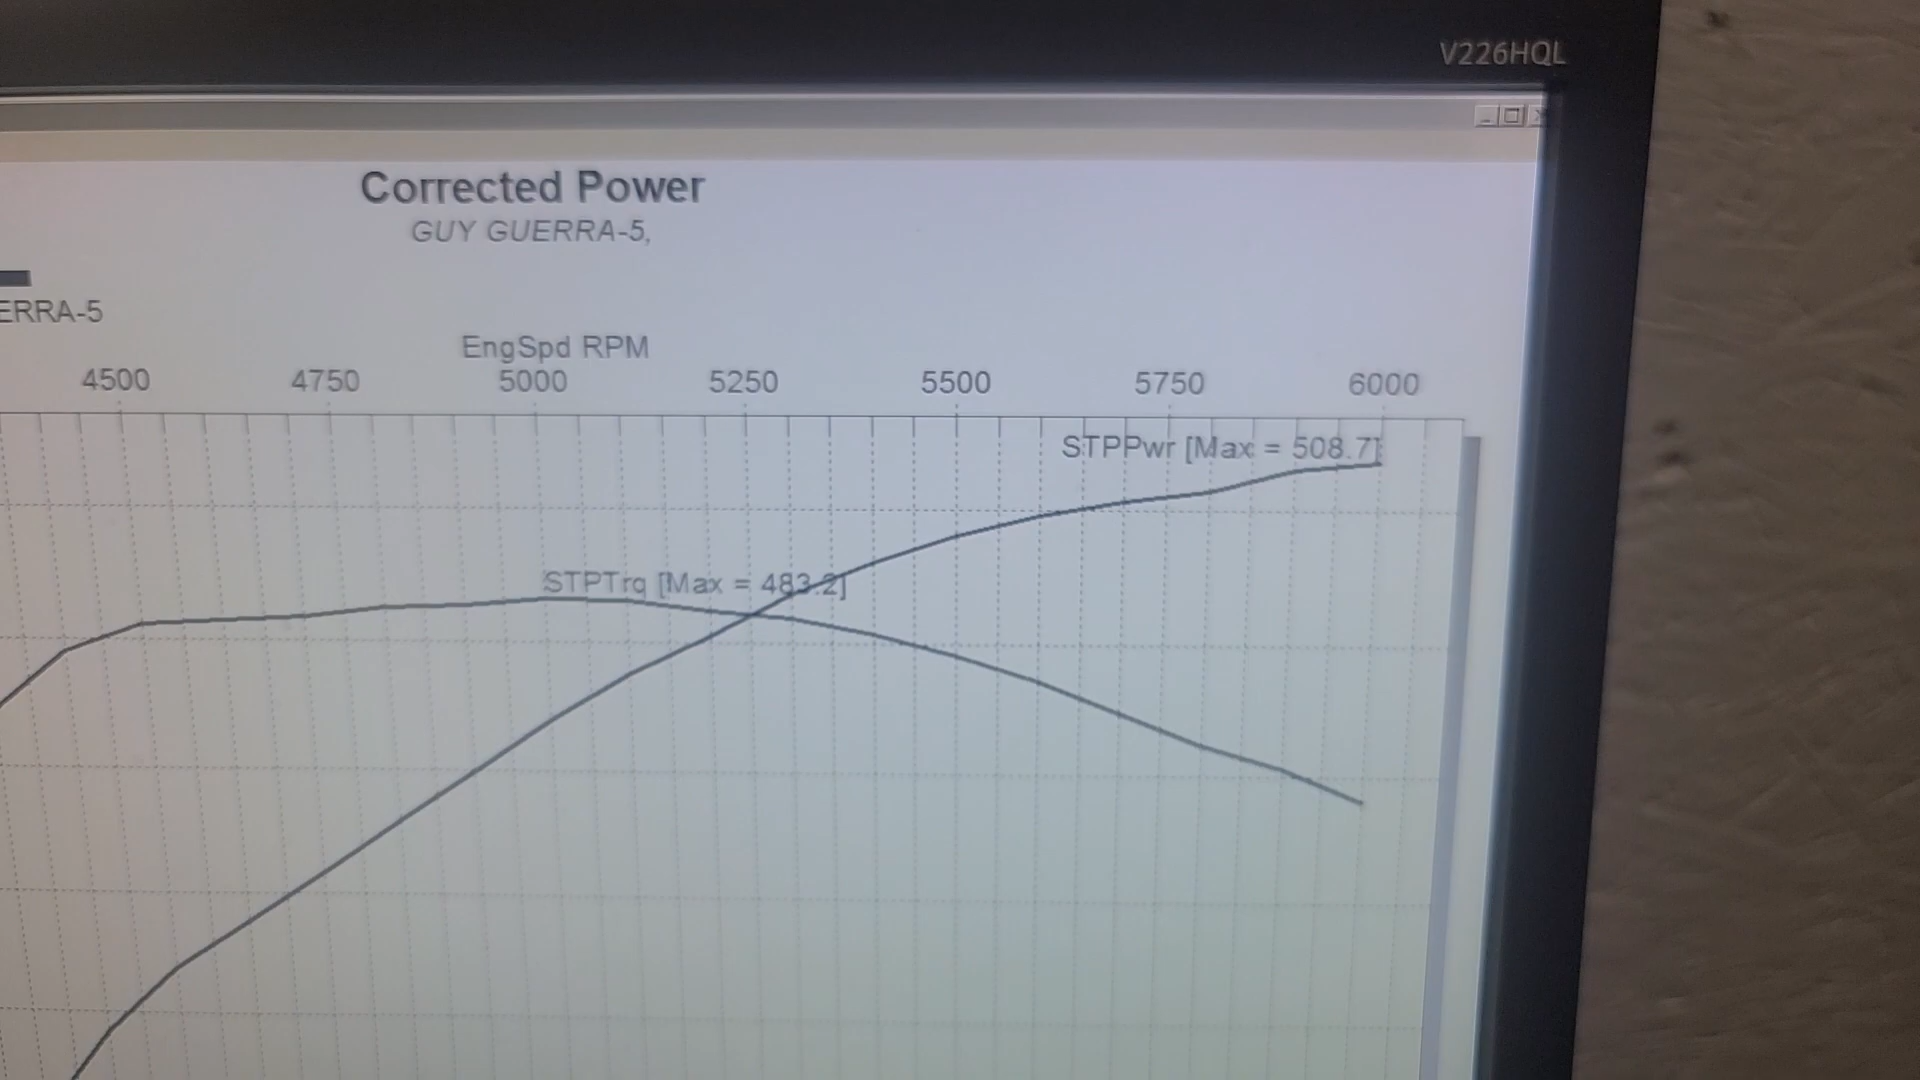 V226HQL
Corrected Power
GUY GUERRA-5,
ERRA-5
EngSpd RPM
4500 4750 5000 5250 5500 5750 6000
STPPwr [Max = 508.7]
STPTrq [Max = 483.2]